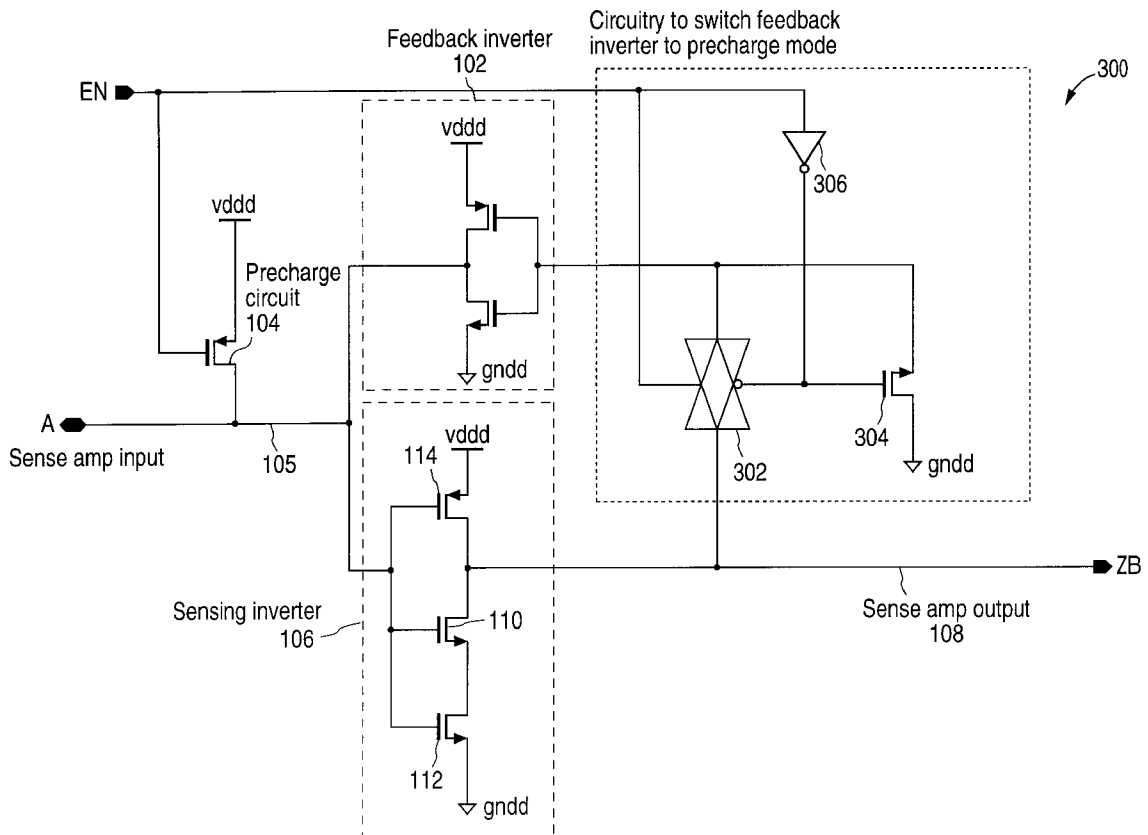 Circuitry to switch feedback
inverter to precharge mode
Feedback inverter
102
300
EN
vddd
306
vddd
Precharge
circuit
104
gndd
A
Sense amp input
105
vddd
114
302
304
gndd
ZB
Sense amp output
108
Sensing inverter
106
110
112
gndd